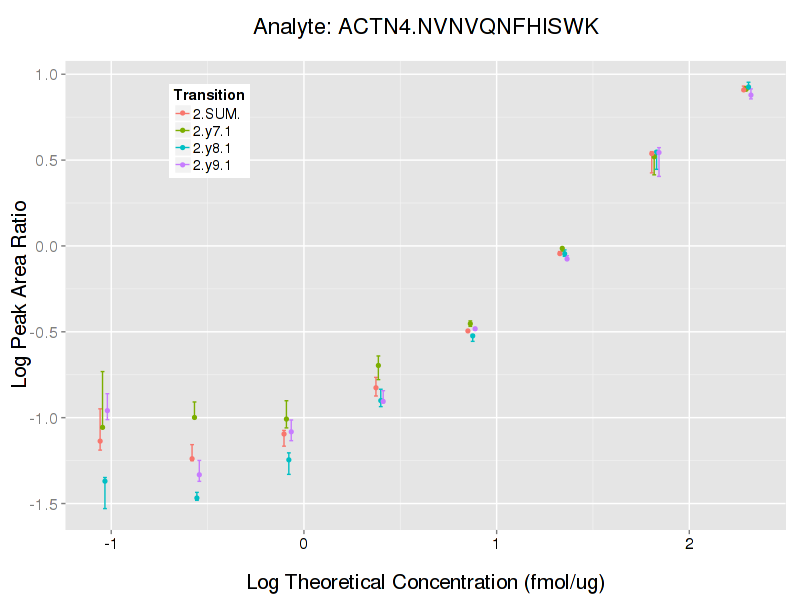 Analyte: ACTN4.NVNVQNFHISWK
Transition
2.SUM.
2.y7.1
2.y8.1
2.y9.1
1.0
0.5
0.0
-0.5
-1.0
-1.5
Log Peak Area Ratio
-1
0
1
2
Log Theoretical Concentration (fmol/ug)